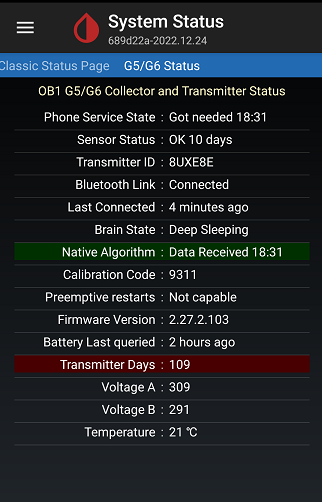 System Status
689d22a-2022.12.24
Classic Status Page G5/G6 Status
OB1 G5/G6 Collector and Transmitter Status
Phone Service State : Got needed 18:31
Sensor Status : OK 10 days
Transmitter ID : 8UXE8E
Bluetooth Link : Connected
Last Connected : 4 minutes ago
Brain State : Deep Sleeping
Native Algorithm : Data Received 18:31
Calibration Code : 9311
Preemptive restarts : Not capable
Firmware Version : 2.27.2.103
Battery Last queried : 2 hours ago
Transmitter Days : 109
Voltage A : 309
Voltage B : 291
Temperature : 21 °C